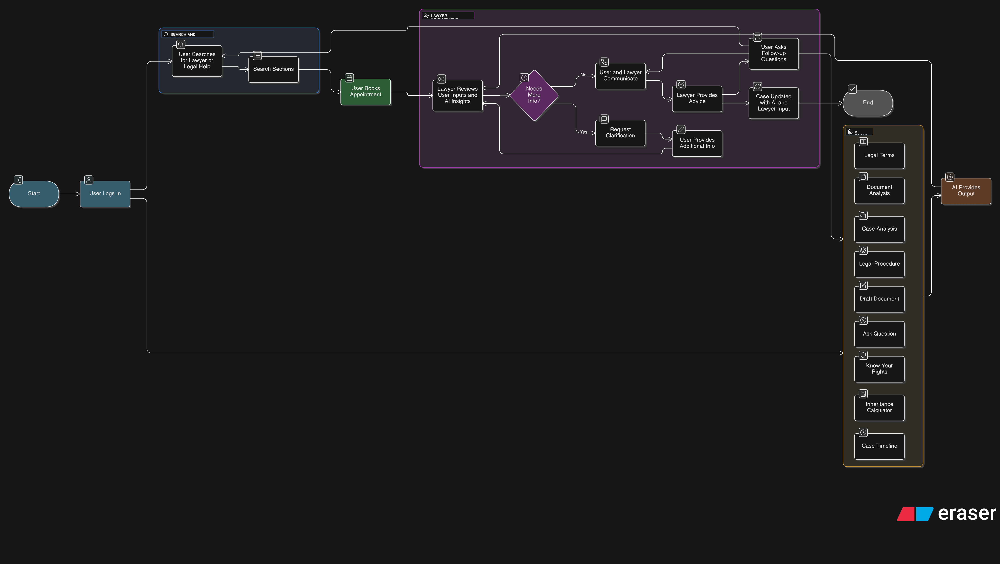 LAWYER
SEARCH AND
User Searches
for Lawyer or
Legal Help
Search Sections
User Books
Appointment
Lawyer Reviews
User Inputs and
AI Insights
Needs
More
Info?
No
Yes
User and Lawyer
Communicate
Request
Clarification
Lawyer Provides
Advice
User Provides
Additional Info
User Asks
Follow-up
Questions
Case Updated
with AI and
Lawyer Input
End
Start
User Logs In
AI
Legal Terms
Document
Analysis
Case Analysis
Legal Procedure
Draft Document
Ask Question
Know Your
Rights
Inheritance
Calculator
Case Timeline
AI Provides
Output
eraser